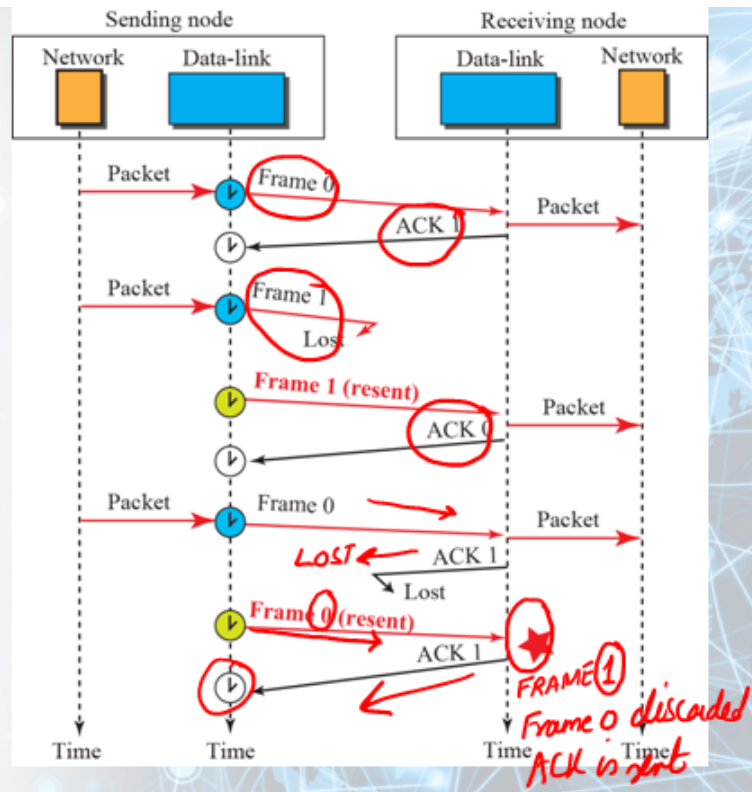 Sending node
Receiving node
Network
Data-link
Data-link
Network
Packet
Frame 0
Packet
ACK 1
Packet
Frame 1
Lost
Frame 1 (resent)
Packet
ACK 0
Packet
Frame 0
Packet
LOST
ACK 1
Lost
Frame 0 (resent)
ACK 1
FRAME 1
Frame 0 discarded
ACK is sent
Time
Time
Time
Time